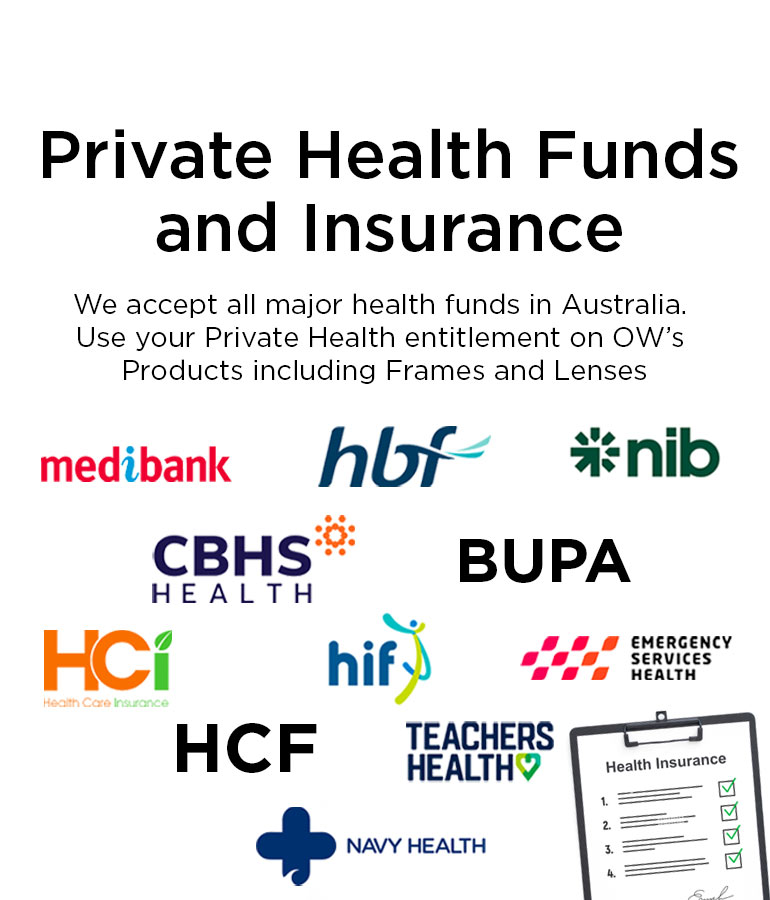 Private Health Funds
and Insurance
We accept all major health funds in Australia.
Use your Private Health entitlement on OW’s
Products including Frames and Lenses
medibank
hbf
nib
CBHS
HEALTH
BUPA
HCi
Health Care Insurance
hif
EMERGENCY
SERVICES
HEALTH
HCF
TEACHERS
HEALTH
Health Insurance
1.
2.
3.
4.
NAVY HEALTH